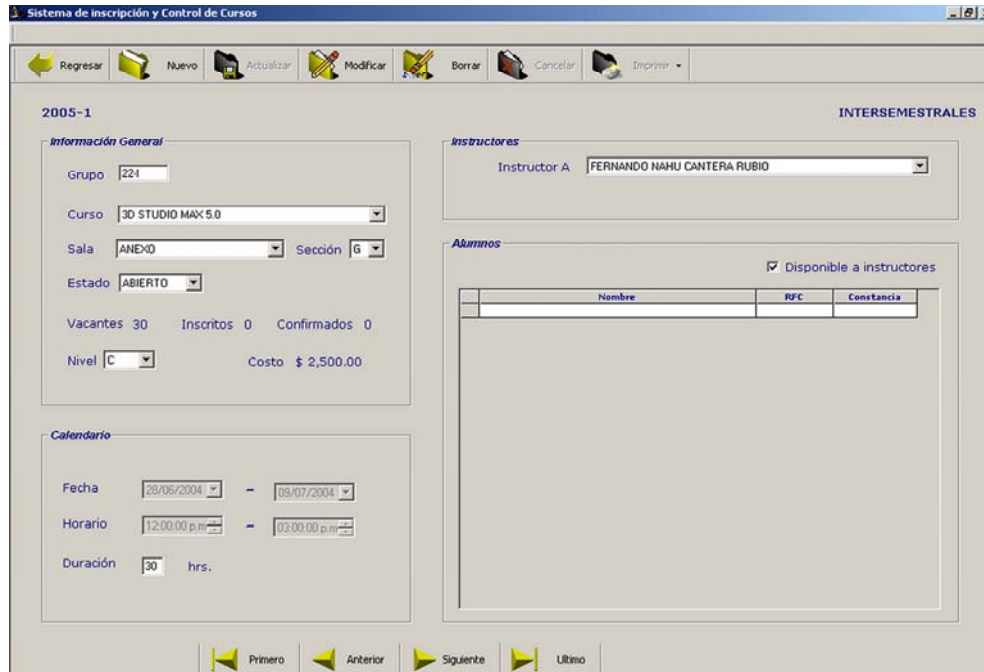 Sistema de inscripción y Control de Cursos
Regresar Nuevo Actualizar Modificar Borrar Cancelar Imprimir
2005-1 INTERSEMESTRALES
Información General
Grupo 224
Curso 3D STUDIO MAX 5.0
Sala ANEXO Sección G
Estado ABIERTO
Vacantes 30 Inscritos 0 Confirmados 0
Nivel C Costo $ 2,500.00
Calendario
Fecha 28/06/2004 - 09/07/2004
Horario 12:00:00 p.m - 03:00:00 p.m
Duración 30 hrs.
Instructores
Instructor A FERNANDO NAHU CANTERA RUBIO
Alumnos
Disponible a instructores
Nombre RFC Constancia
Primero Anterior Siguiente Ultimo